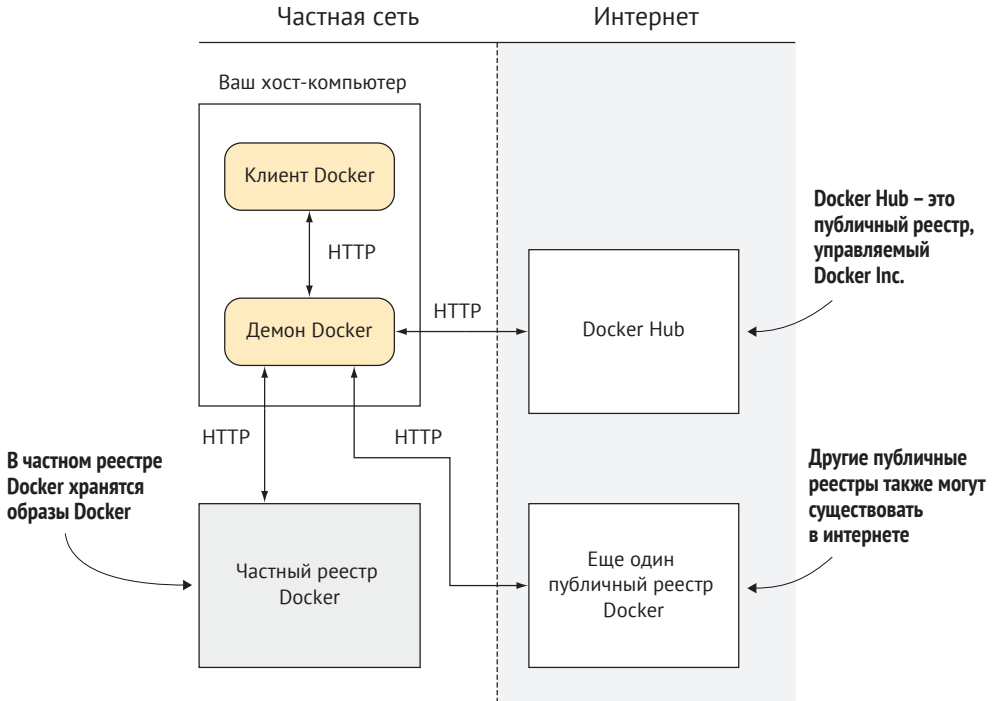 Частная сеть
Интернет
Ваш хост-компьютер
Клиент Docker
HTTP
Демон Docker
HTTP
Docker Hub
Docker Hub – это
публичный реестр,
управляемый
Docker Inc.
HTTP
HTTP
В частном реестре
Docker хранятся
образы Docker
Частный реестр
Docker
Еще один
публичный реестр
Docker
Другие публичные
реестры также могут
существовать
в интернете